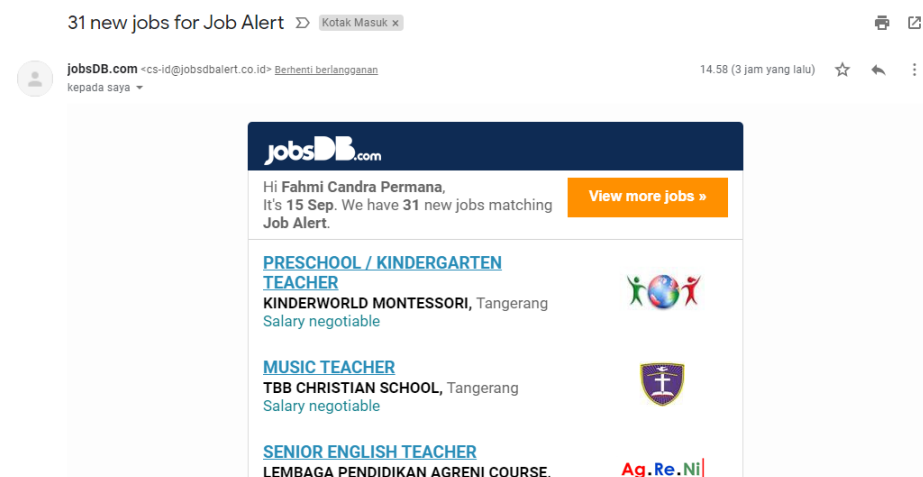 31 new jobs for Job Alert Kotak Masuk x
jobsDB.com <cs-id@jobsdbalert.co.id> Berhenti berlangganan 14.58 (3 jam yang lalu)
kepada saya
jobsDB.com
Hi Fahmi Candra Permana,
It's 15 Sep. We have 31 new jobs matching
Job Alert.
View more jobs »
PRESCHOOL / KINDERGARTEN
TEACHER
KINDERWORLD MONTESSORI, Tangerang
Salary negotiable
MUSIC TEACHER
TBB CHRISTIAN SCHOOL, Tangerang
Salary negotiable
SENIOR ENGLISH TEACHER
LEMBAGA PENDIDIKAN AGRENI COURSE,
Ag.Re.Ni